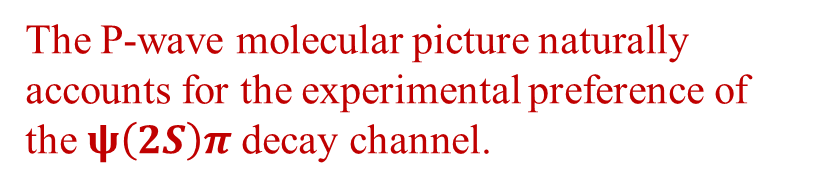 The P-wave molecular picture naturally
accounts for the experimental preference of
the ψ(2S)π decay channel.